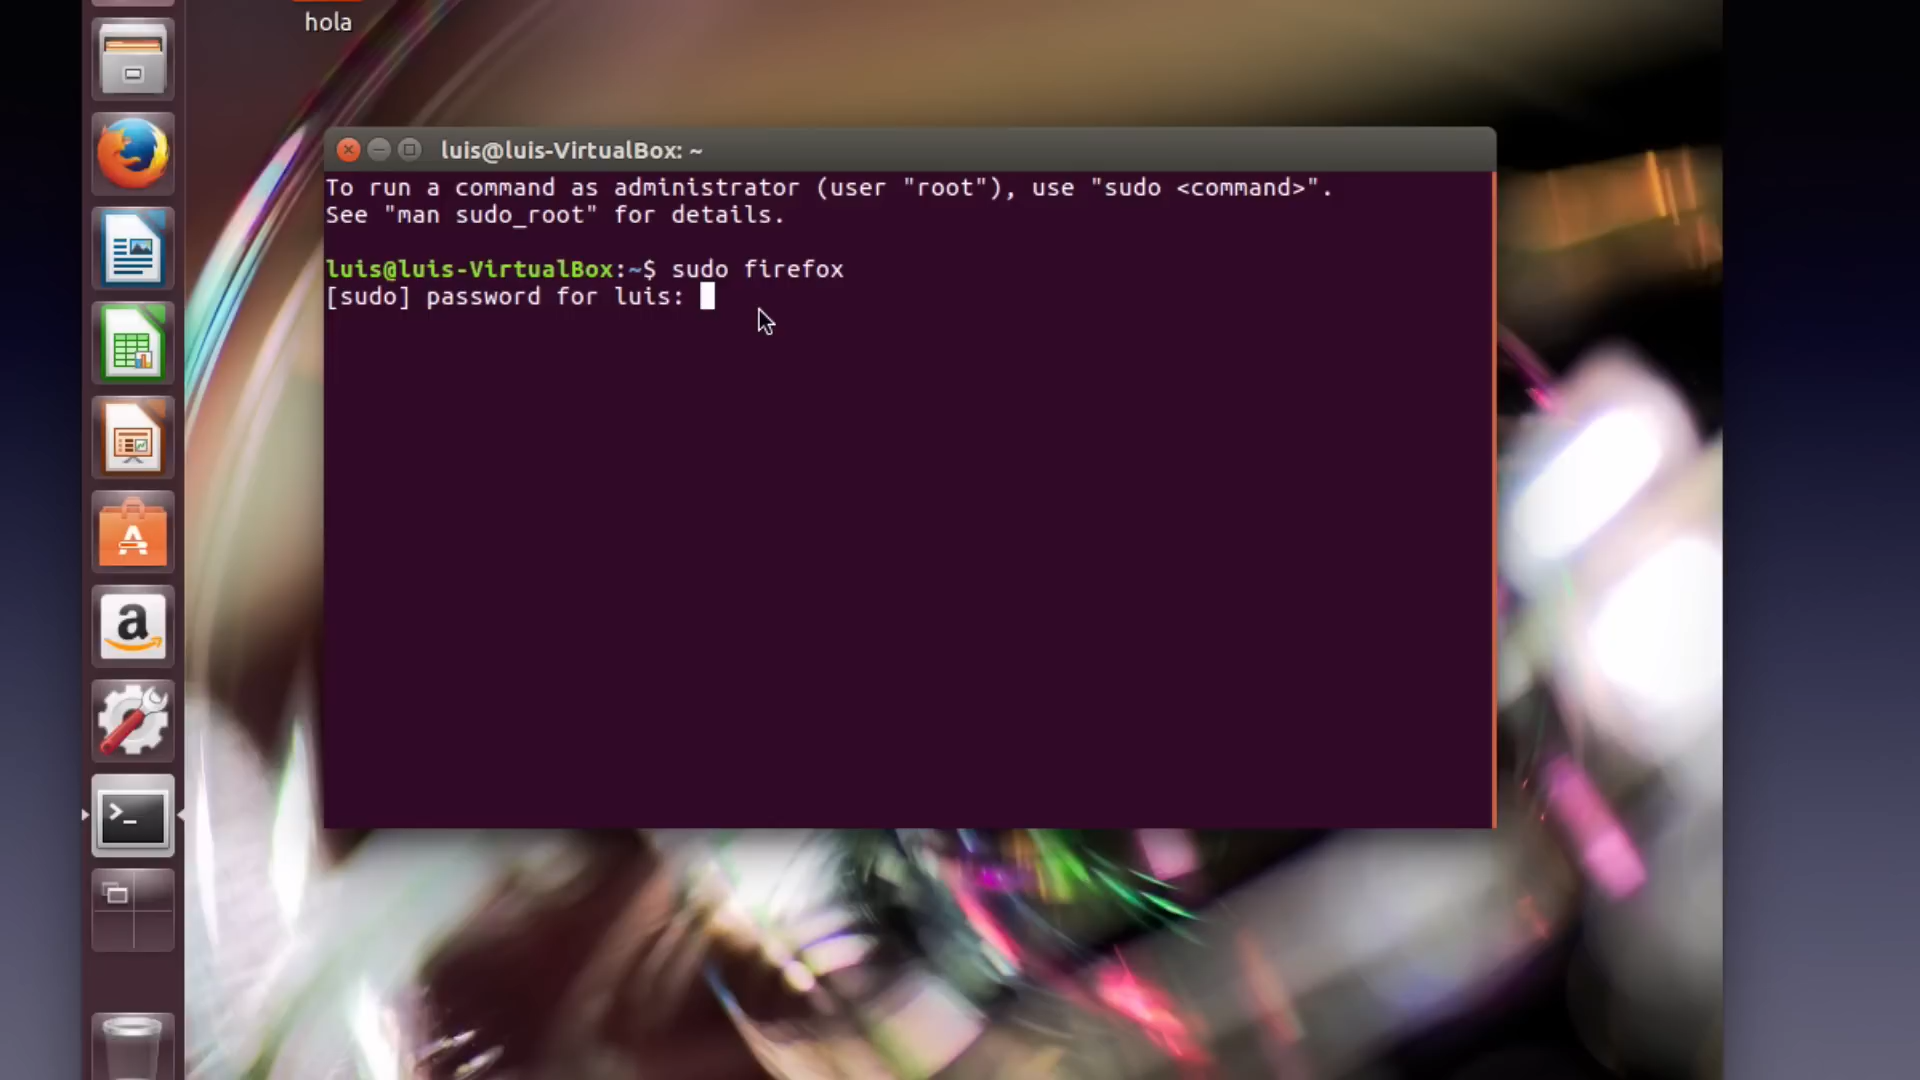 hola
luis@luis-VirtualBox: ~
To run a command as administrator (user "root"), use "sudo <command>".
See "man sudo_root" for details.
luis@luis-VirtualBox:~$ sudo firefox
[sudo] password for luis: